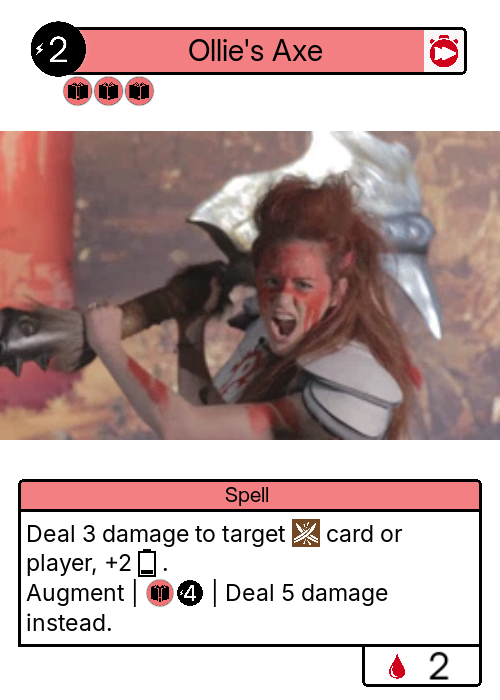 2 Ollie's Axe
Spell
Deal 3 damage to target card or
player, +2 .
Augment | 4 | Deal 5 damage
instead.
2